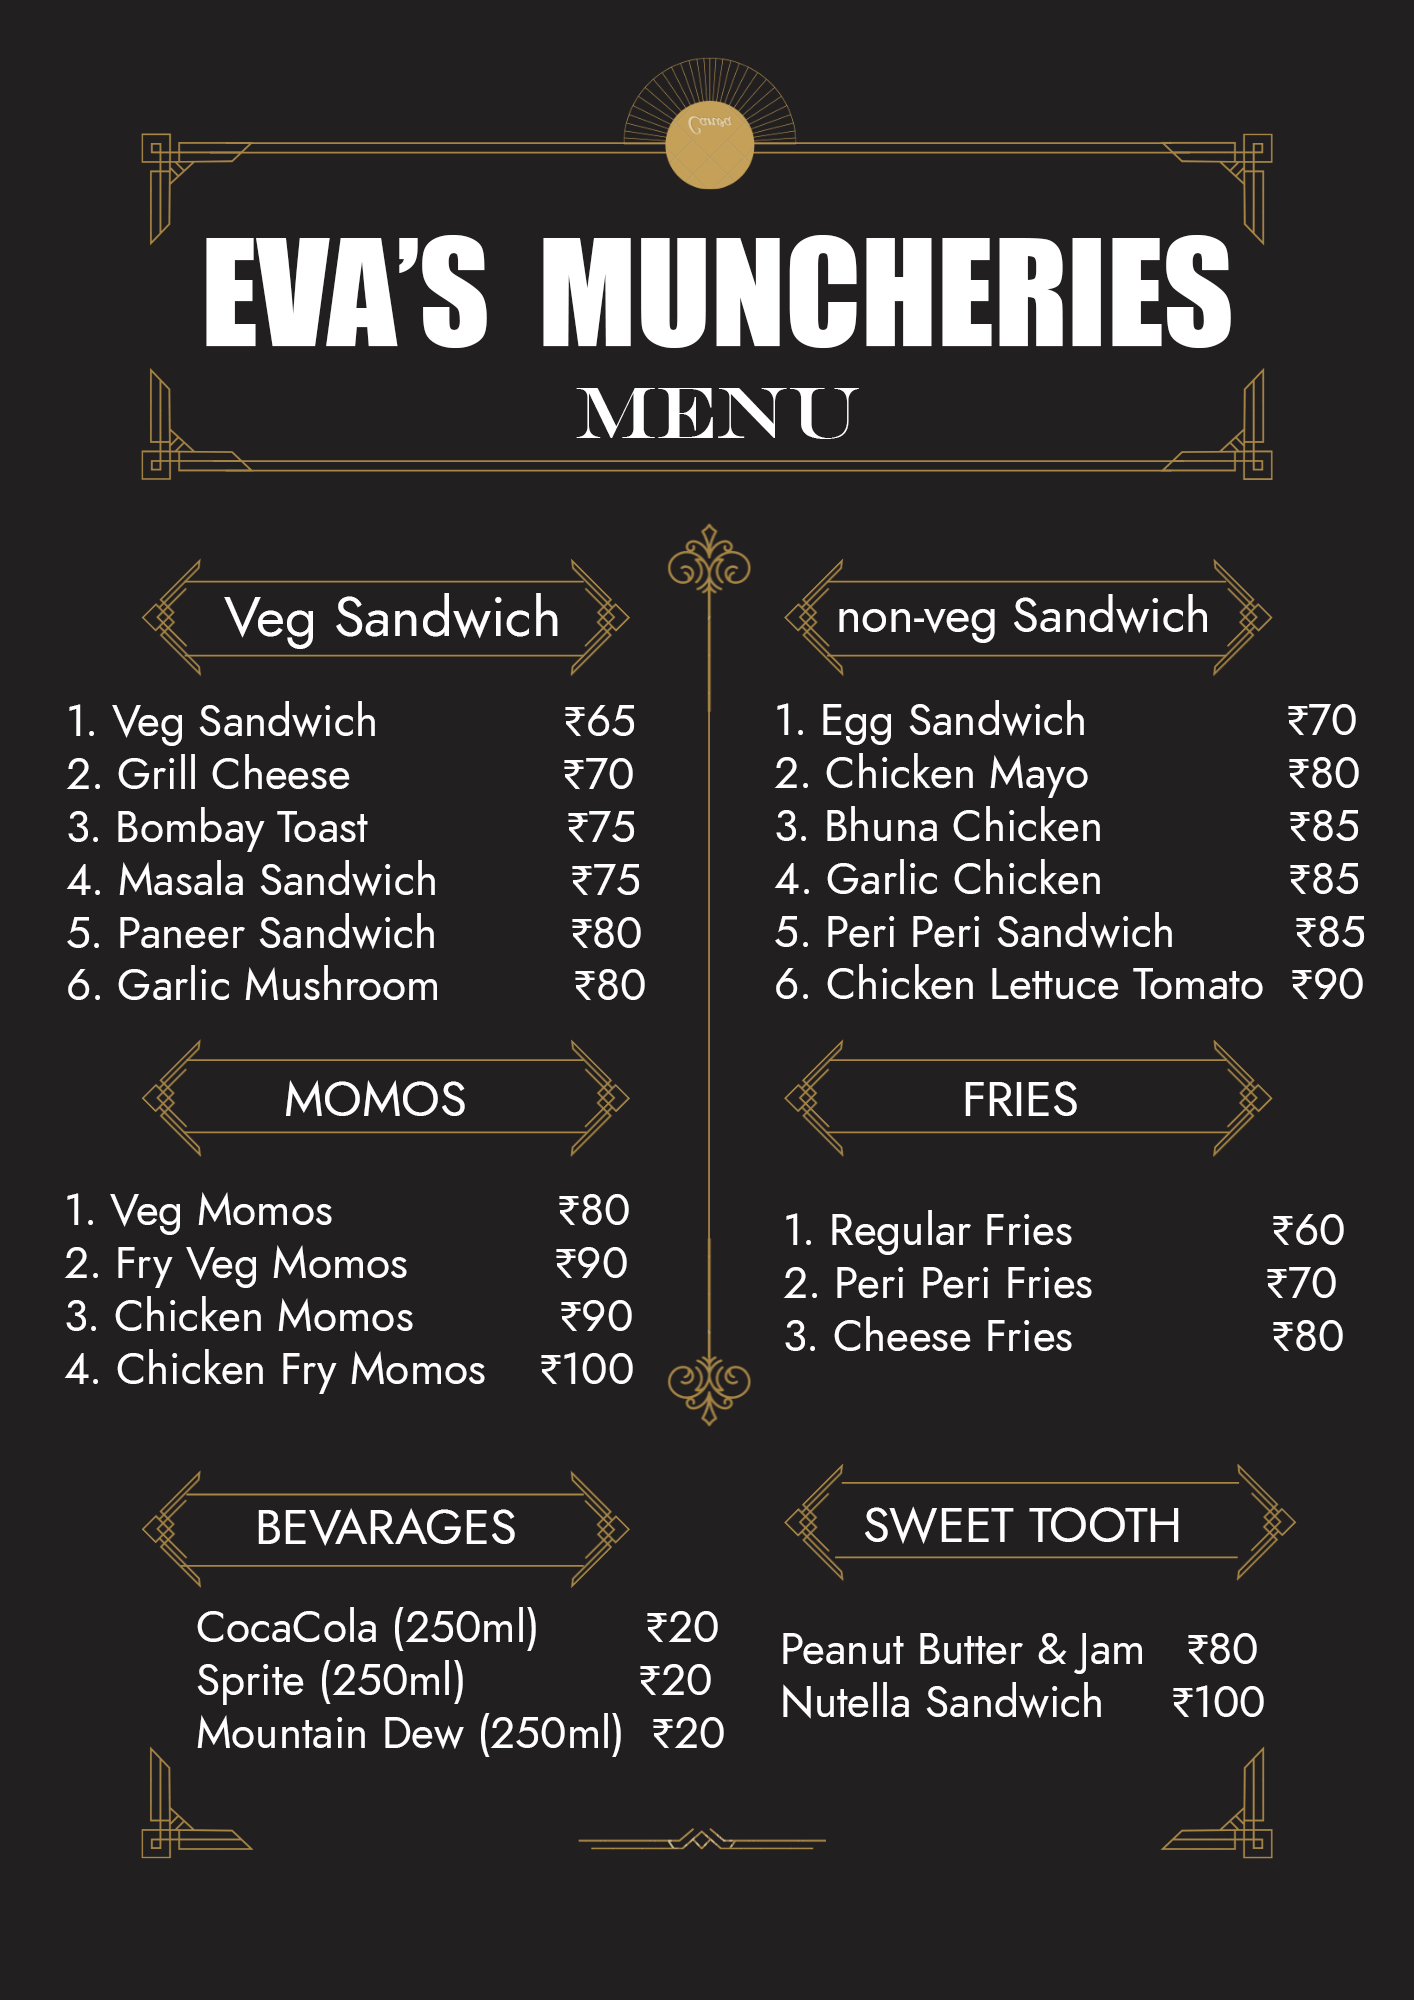 Canva
EVA'S MUNCHERIES
MENU
Veg Sandwich
1. Veg Sandwich ₹65
2. Grill Cheese ₹70
3. Bombay Toast ₹75
4. Masala Sandwich ₹75
5. Paneer Sandwich ₹80
6. Garlic Mushroom ₹80
non-veg Sandwich
1. Egg Sandwich ₹70
2. Chicken Mayo ₹80
3. Bhuna Chicken ₹85
4. Garlic Chicken ₹85
5. Peri Peri Sandwich ₹85
6. Chicken Lettuce Tomato ₹90
MOMOS
1. Veg Momos ₹80
2. Fry Veg Momos ₹90
3. Chicken Momos ₹90
4. Chicken Fry Momos ₹100
FRIES
1. Regular Fries ₹60
2. Peri Peri Fries ₹70
3. Cheese Fries ₹80
BEVARAGES
CocaCola (250ml) ₹20
Sprite (250ml) ₹20
Mountain Dew (250ml) ₹20
SWEET TOOTH
Peanut Butter & Jam ₹80
Nutella Sandwich ₹100